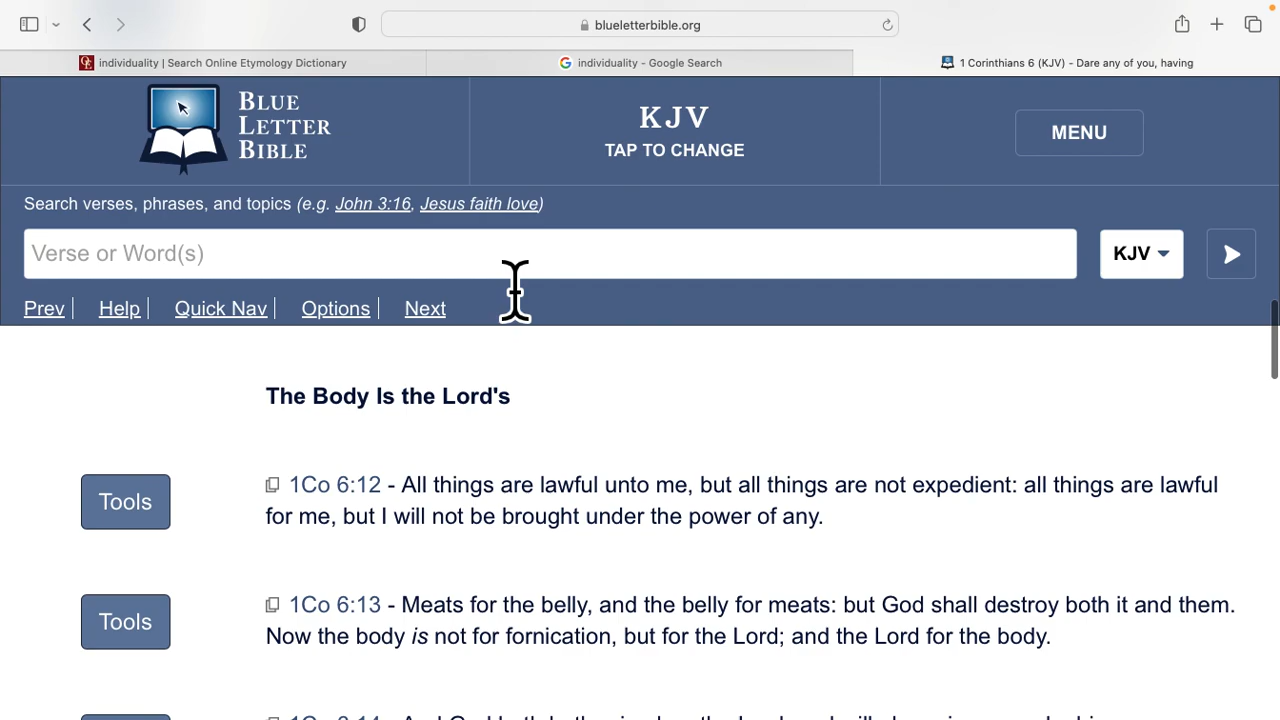 blueletterbible.org
individuality | Search Online Etymology Dictionary
individuality - Google Search
1 Corinthians 6 (KJV) - Dare any of you, having
BLUE
LETTER
BIBLE
KJV
TAP TO CHANGE
MENU
Search verses, phrases, and topics (e.g. John 3:16, Jesus faith love)
Verse or Word(s)
KJV
Prev | Help | Quick Nav | Options | Next
The Body Is the Lord's
Tools
1Co 6:12 - All things are lawful unto me, but all things are not expedient: all things are lawful
for me, but I will not be brought under the power of any.
Tools
1Co 6:13 - Meats for the belly, and the belly for meats: but God shall destroy both it and them.
Now the body is not for fornication, but for the Lord; and the Lord for the body.